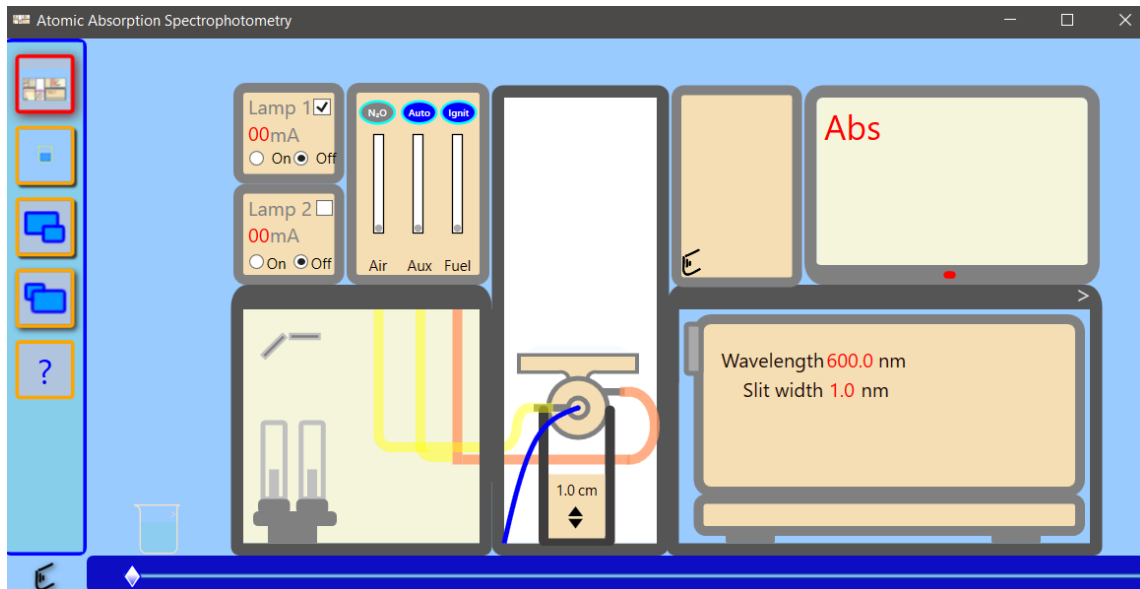 Atomic Absorption Spectrophotometry
Lamp 1
00mA
On Off
Lamp 2
00mA
On Off
N₂O Auto Ignit
Air Aux Fuel
Abs
>
Wavelength 600.0 nm
Slit width 1.0 nm
1.0 cm
?